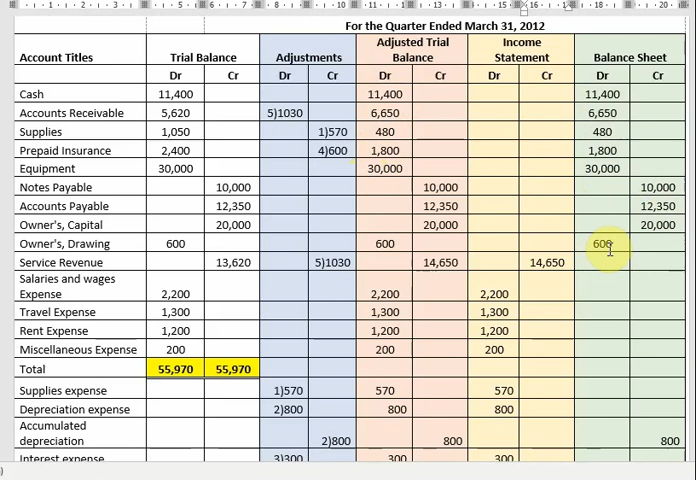 For the Quarter Ended March 31, 2012
Account Titles Trial Balance Adjustments Adjusted Trial Balance Income Statement Balance Sheet
Dr Cr Dr Cr Dr Cr Dr Cr Dr Cr
Cash 11,400 11,400 11,400
Accounts Receivable 5,620 5)1030 6,650 6,650
Supplies 1,050 1)570 480 480
Prepaid Insurance 2,400 4)600 1,800 1,800
Equipment 30,000 30,000 30,000
Notes Payable 10,000 10,000 10,000
Accounts Payable 12,350 12,350 12,350
Owner's, Capital 20,000 20,000 20,000
Owner's, Drawing 600 600 600
Service Revenue 13,620 5)1030 14,650 14,650
Salaries and wages
Expense 2,200 2,200 2,200
Travel Expense 1,300 1,300 1,300
Rent Expense 1,200 1,200 1,200
Miscellaneous Expense 200 200 200
Total 55,970 55,970
Supplies expense 1)570 570 570
Depreciation expense 2)800 800 800
Accumulated
depreciation 2)800 800 800
Interest expense 3)300 300 300